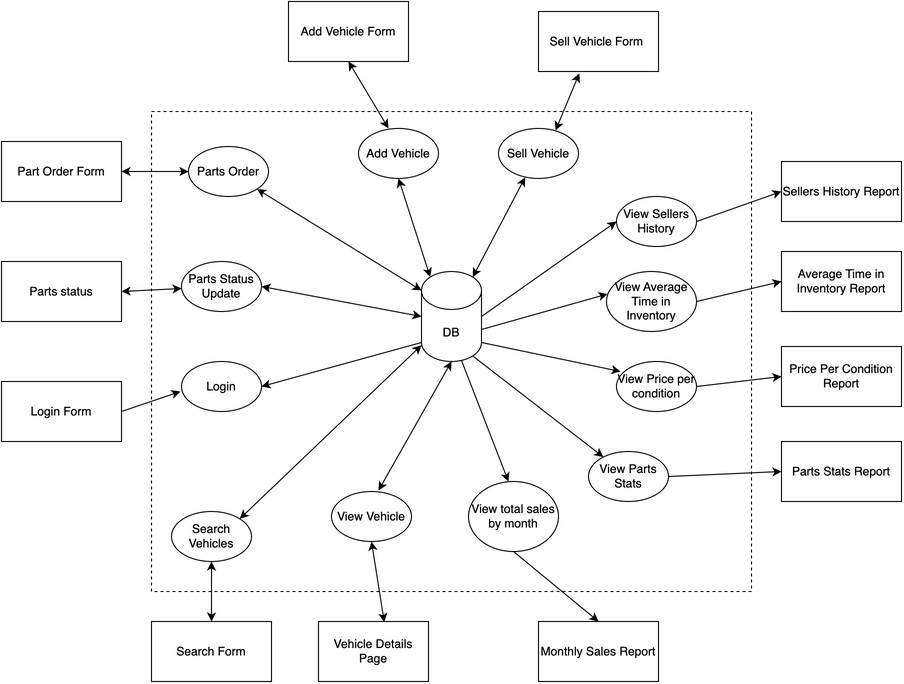 Add Vehicle Form
Sell Vehicle Form
Add Vehicle
Sell Vehicle
Part Order Form
Parts Order
View Sellers
History
Sellers History Report
Parts status
Parts Status
Update
View Average
Time in
Inventory
Average Time in
Inventory Report
DB
Login Form
Login
View Price per
condition
Price Per Condition
Report
View Parts
Stats
Parts Stats Report
Search
Vehicles
View Vehicle
View total sales
by month
Search Form
Vehicle Details
Page
Monthly Sales Report